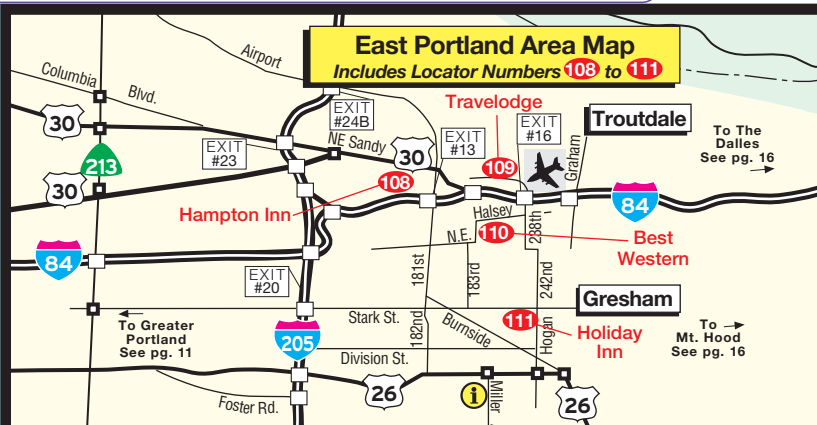 East Portland Area Map
Includes Locator Numbers 108 to 111
Airport
Columbia
Blvd.
30
213
30
84
EXIT
#23
EXIT
#24B
NE Sandy
30
EXIT
#13
Travelodge
109
EXIT
#16
Graham
Troutdale
To The
Dalles
See pg. 16
108
Hampton Inn
84
Halsey
N.E.
110
238th
Best
Western
EXIT
#20
181st
183rd
242nd
Gresham
To Greater
Portland
See pg. 11
205
Stark St.
182nd
Burnside
111
Hogan
Holiday
Inn
To
Mt. Hood
See pg. 16
Division St.
26
Foster Rd.
i
Miller
26